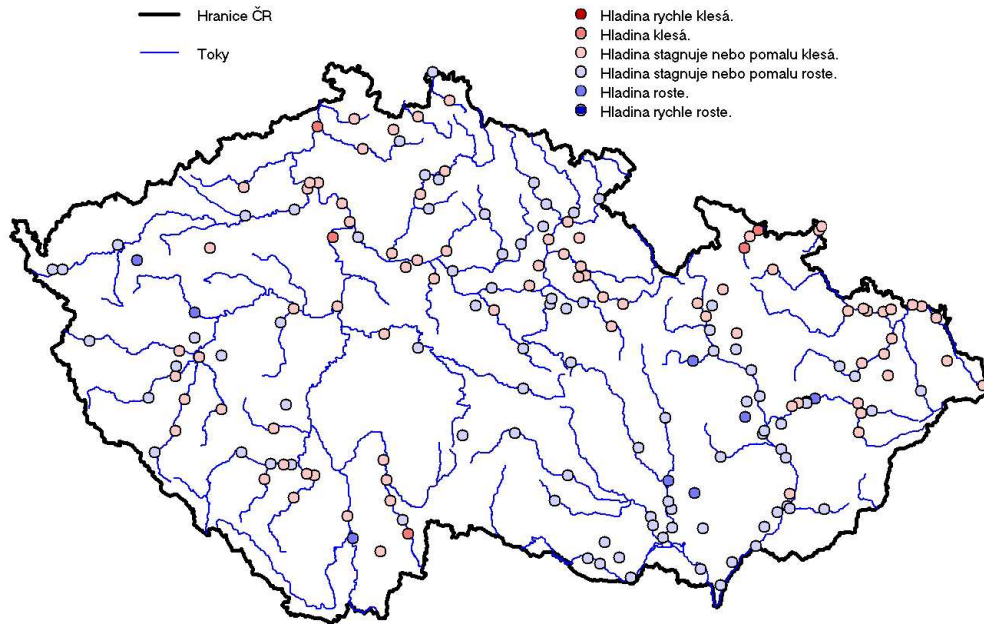 Hranice ČR
Toky
Hladina rychle klesá.
Hladina klesá.
Hladina stagnuje nebo pomalu klesá.
Hladina stagnuje nebo pomalu roste.
Hladina roste.
Hladina rychle roste.